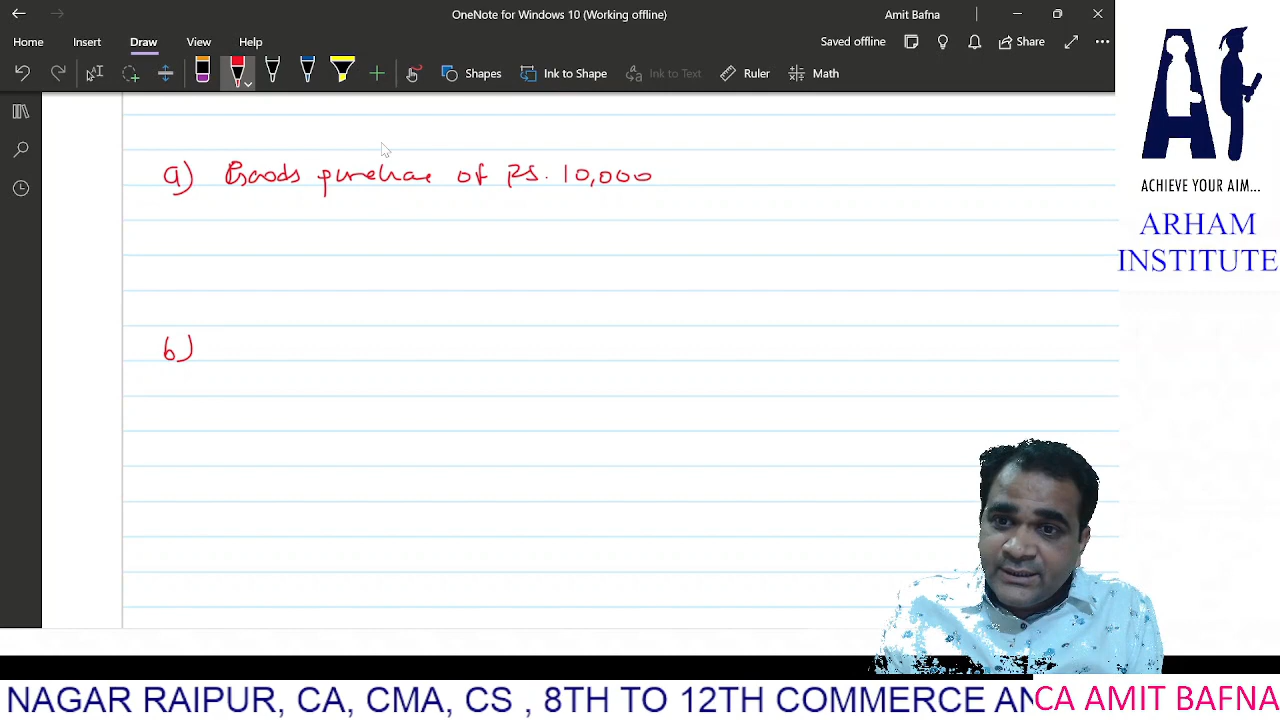 OneNote for Windows 10 (Working offline)
Amit Bafna
Home Insert Draw View Help
Saved offline
Share
Shapes
Ink to Shape
Ink to Text
Ruler
Math
a) Goods purchase of Rs. 10,000
b)
ACHIEVE YOUR AIM...
ARHAM
INSTITUTE
NAGAR RAIPUR, CA, CMA, CS , 8TH TO 12TH COMMERCE AN
CA AMIT BAFNA